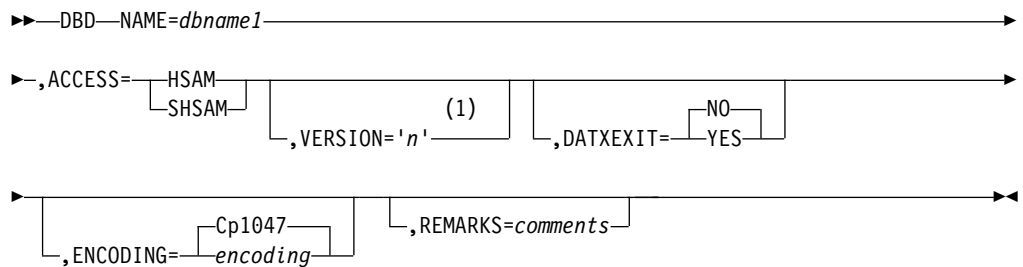 DBD NAME=dbname1
,ACCESS= HSAM
SHSAM
(1)
,VERSION='n'
,DATXEXIT= NO
YES
,ENCODING= Cp1047
encoding
,REMARKS=comments